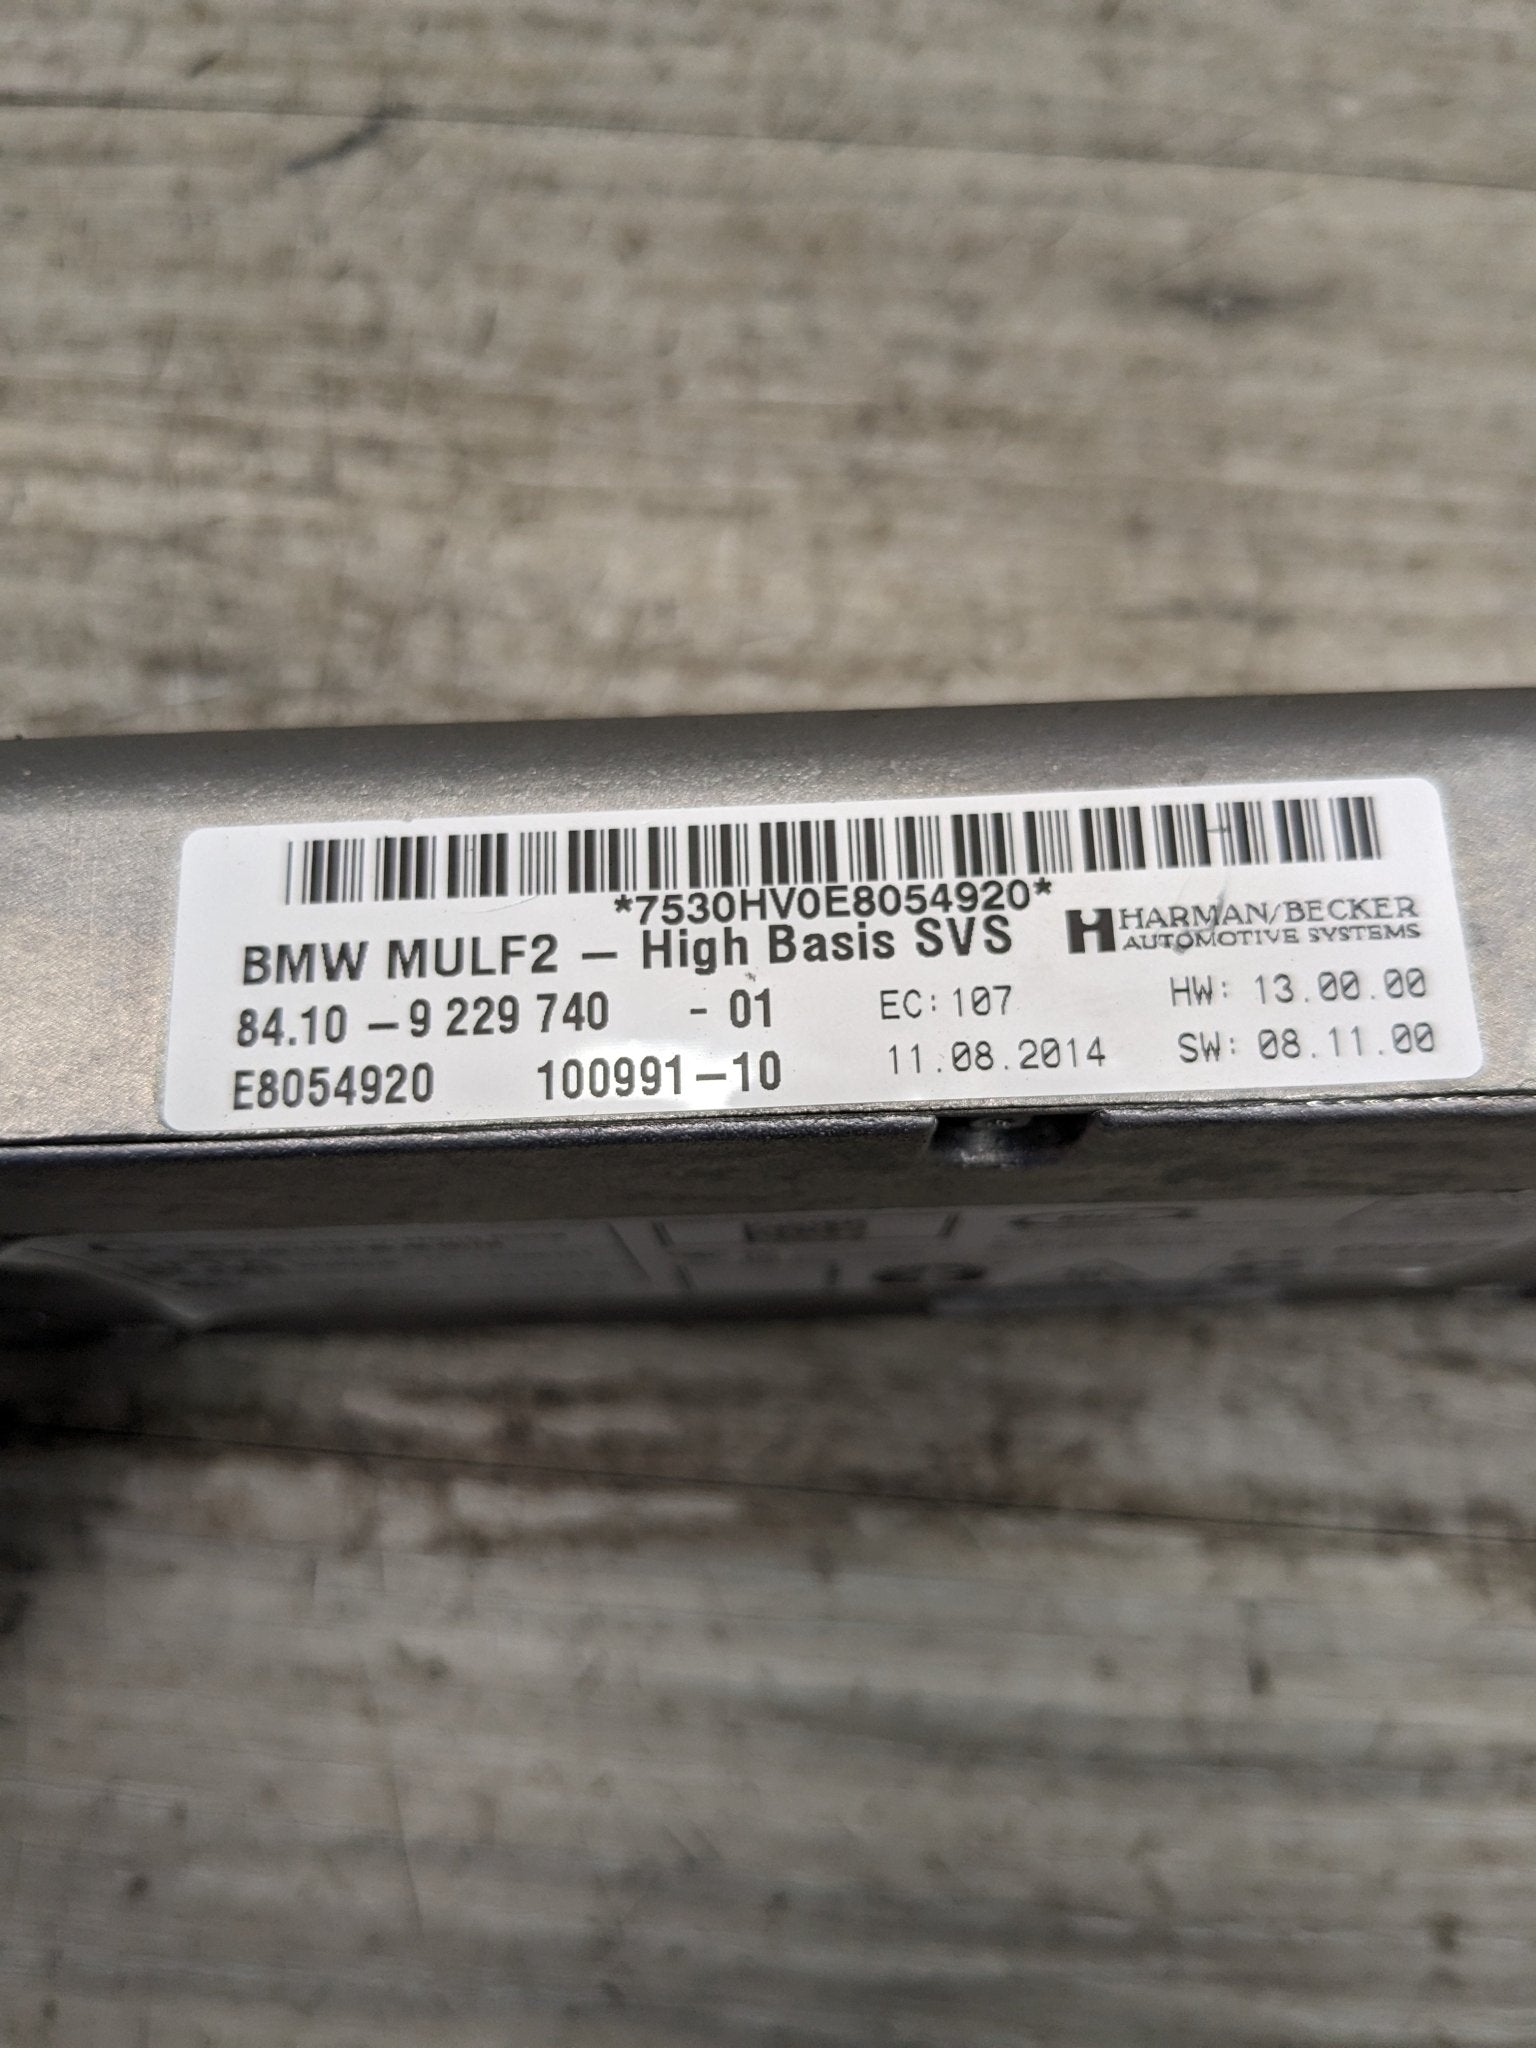 *7530HV0E8054920*
BMW MULF2 – High Basis SVS
HARMAN/BECKER
AUTOMOTIVE SYSTEMS
84.10 – 9 229 740 - 01 EC: 107 HW: 13.00.00
E8054920 100991–10 11.08.2014 SW: 08.11.00